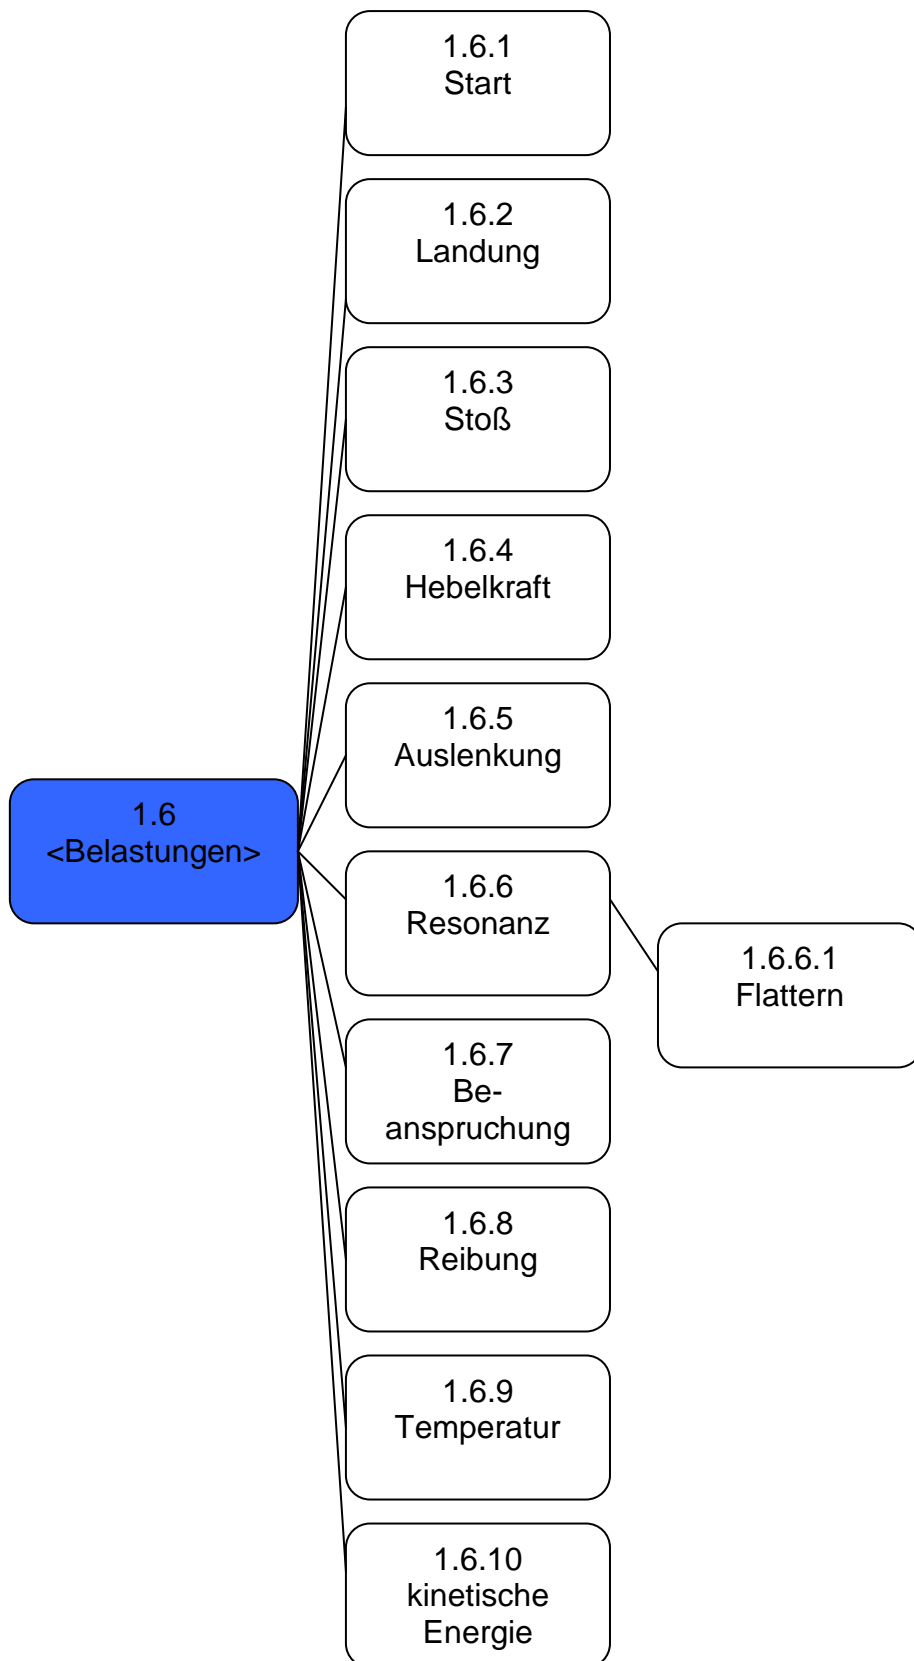 1.6.1
Start
1.6.2
Landung
1.6.3
Stoß
1.6.4
Hebelkraft
1.6.5
Auslenkung
1.6
<Belastungen>
1.6.6
Resonanz
1.6.6.1
Flattern
1.6.7
Be-
anspruchung
1.6.8
Reibung
1.6.9
Temperatur
1.6.10
kinetische
Energie